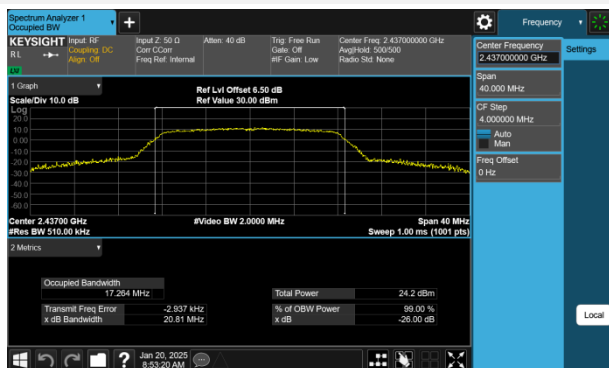 Spectrum Analyzer 1
Occupied BW
+
Frequency
KEYSIGHT
RL
Input: RF
Coupling: DC
Align: Off
Input Z: 50 Ω
Corr CCorr
Freq Ref: Internal
Atten: 40 dB
Trig: Free Run
Gate: Off
#IF Gain: Low
Center Freq: 2.437000000 GHz
Avg|Hold: 500/500
Radio Std: None
Center Frequency
2.437000000 GHz
Settings
Span
40.000 MHz
CF Step
4.000000 MHz
Auto
Man
Freq Offset
0 Hz
Local
1 Graph
Scale/Div 10.0 dB
Ref Lvl Offset 6.50 dB
Ref Value 30.00 dBm
Log
20.0
10.0
0.00
-10.0
-20.0
-30.0
-40.0
-50.0
-60.0
Center 2.43700 GHz
#Res BW 510.00 kHz
#Video BW 2.0000 MHz
Span 40 MHz
Sweep 1.00 ms (1001 pts)
2 Metrics
Occupied Bandwidth
17.264 MHz
Total Power 24.2 dBm
Transmit Freq Error -2.937 kHz
% of OBW Power 99.00 %
x dB Bandwidth 20.81 MHz
x dB -26.00 dB
?
Jan 20, 2025
8:53:20 AM